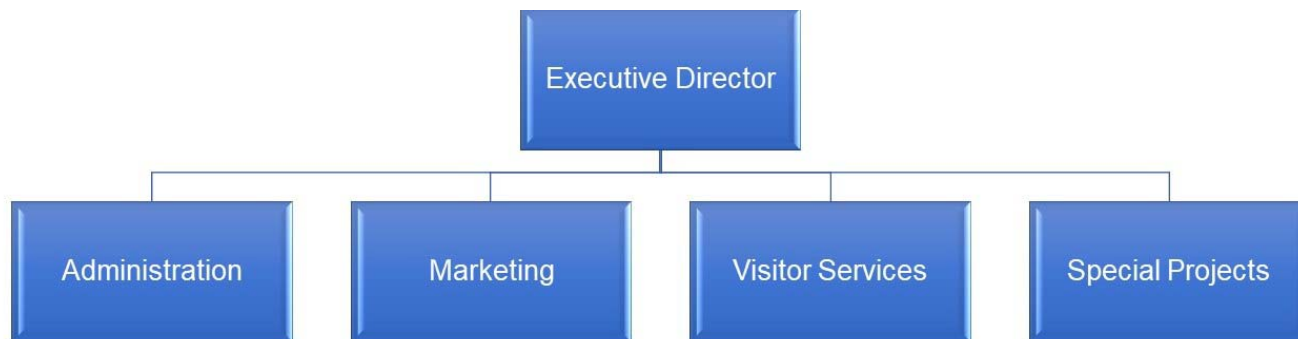 Executive Director
Administration
Marketing
Visitor Services
Special Projects